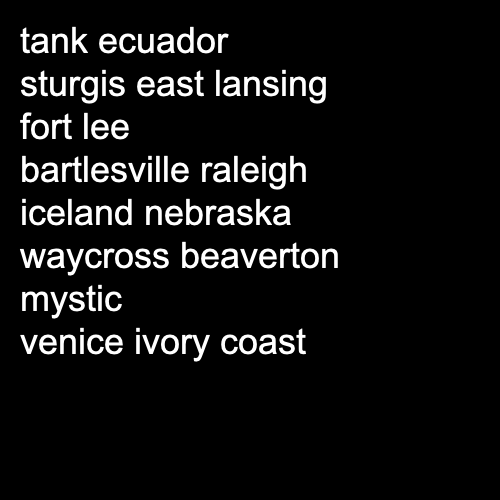 tank ecuador
sturgis east lansing
fort lee
bartlesville raleigh
iceland nebraska
waycross beaverton
mystic
venice ivory coast